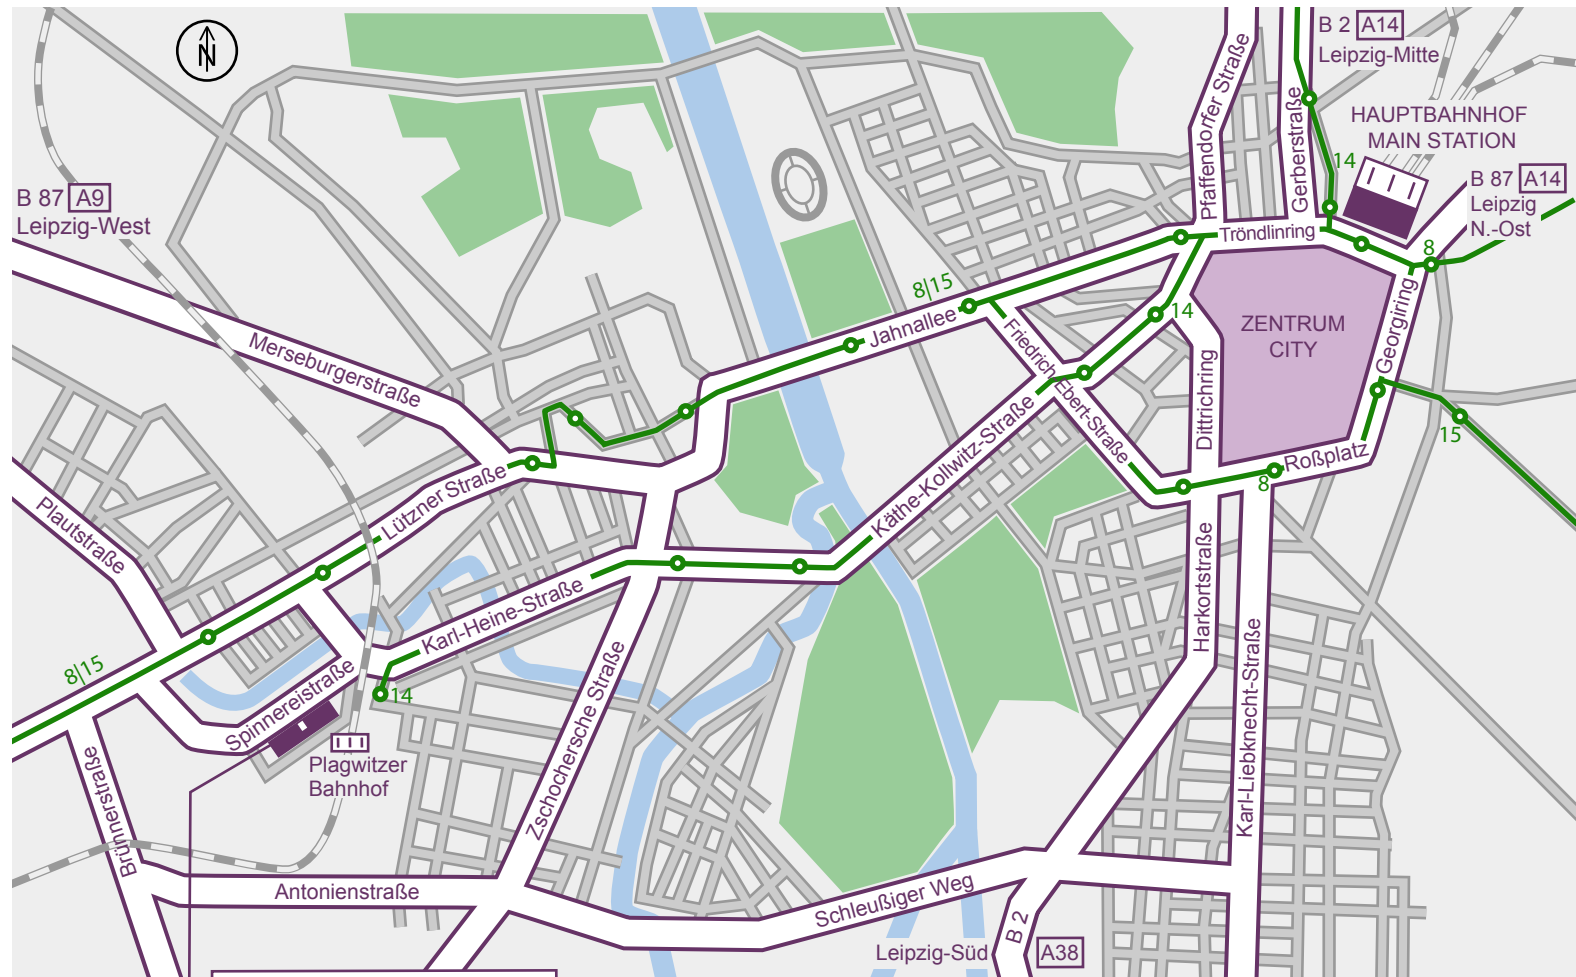 N
B 2 A14
Leipzig-Mitte
HAUPTBAHNHOF
MAIN STATION
14
B 87 A14
Leipzig
N.-Ost
8
B 87 A9
Leipzig-West
Pfaffendorfer Straße
Gerberstraße
Tröndlinring
8|15
Jahnallee
14
ZENTRUM
CITY
Georgiring
Merseburgerstraße
Friedrich-Ebert-Straße
Dittrichring
15
Roßplatz
8
Käthe-Kollwitz-Straße
Lützner Straße
Plautstraße
Karl-Heine-Straße
Harkortstraße
Karl-Liebknecht-Straße
8|15
14
Spinnereistraße
Zschochersche Straße
Plagwitzer
Bahnhof
Brünnerstraße
Antonienstraße
Schleußiger Weg
B 2
Leipzig-Süd
A38